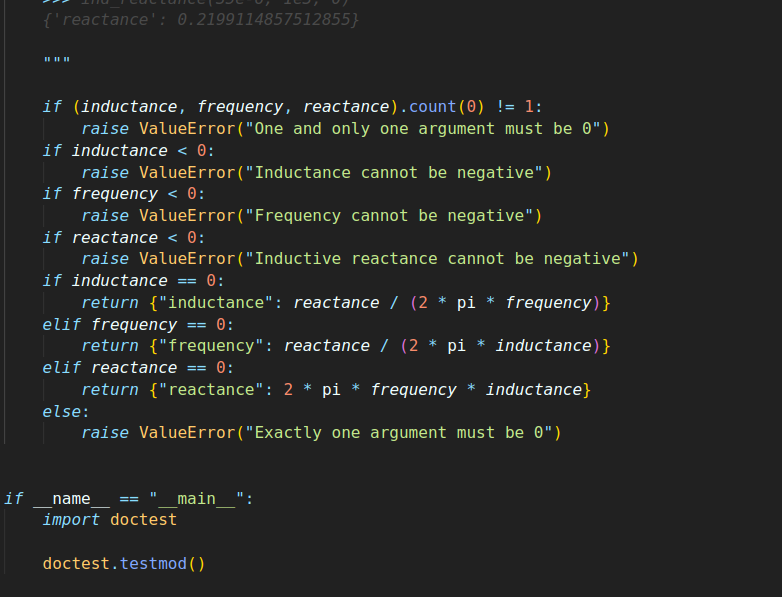 >>> ind_reactance(35e-6, 1e3, 0)
{'reactance': 0.2199114857512855}
"""
if (inductance, frequency, reactance).count(0) != 1:
raise ValueError("One and only one argument must be 0")
if inductance < 0:
raise ValueError("Inductance cannot be negative")
if frequency < 0:
raise ValueError("Frequency cannot be negative")
if reactance < 0:
raise ValueError("Inductive reactance cannot be negative")
if inductance == 0:
return {"inductance": reactance / (2 * pi * frequency)}
elif frequency == 0:
return {"frequency": reactance / (2 * pi * inductance)}
elif reactance == 0:
return {"reactance": 2 * pi * frequency * inductance}
else:
raise ValueError("Exactly one argument must be 0")
if __name__ == "__main__":
import doctest
doctest.testmod()